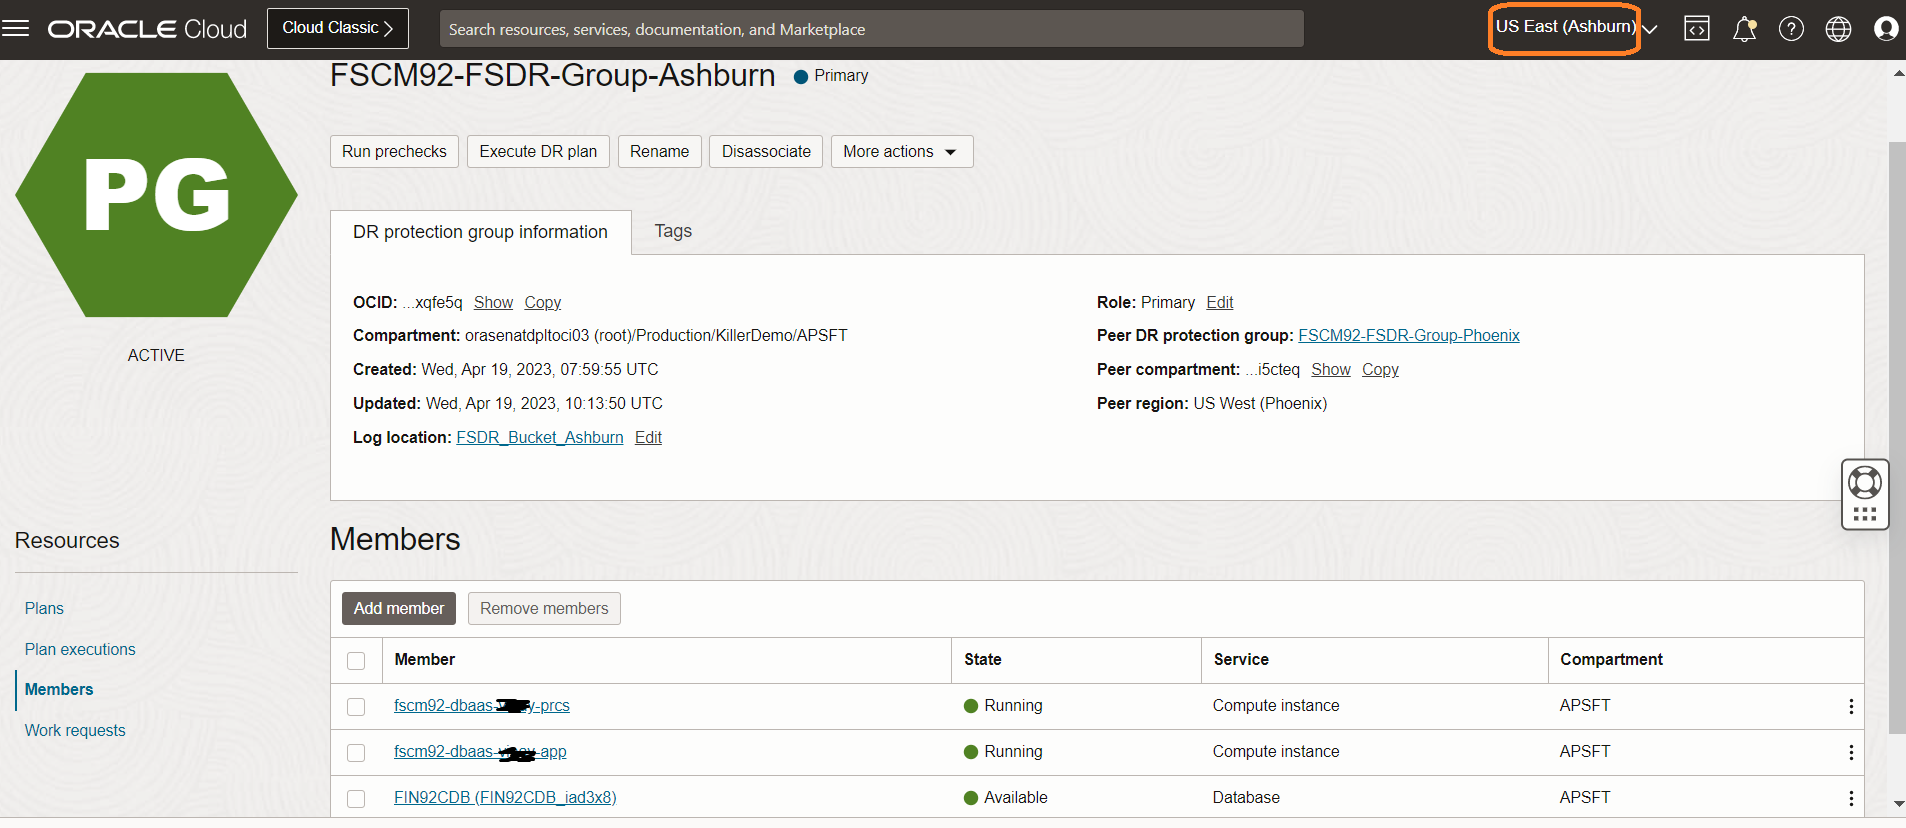 ORACLE Cloud
Cloud Classic
Search resources, services, documentation, and Marketplace
US East (Ashburn)
PG
ACTIVE
FSCM92-FSDR-Group-Ashburn
Primary
Run prechecks
Execute DR plan
Rename
Disassociate
More actions
DR protection group information
Tags
OCID: ...xqfe5q Show Copy
Compartment: orasenatdpltoci03 (root)/Production/KillerDemo/APSFT
Created: Wed, Apr 19, 2023, 07:59:55 UTC
Updated: Wed, Apr 19, 2023, 10:13:50 UTC
Log location: FSDR_Bucket_Ashburn Edit
Role: Primary Edit
Peer DR protection group: FSCM92-FSDR-Group-Phoenix
Peer compartment: ...i5cteq Show Copy
Peer region: US West (Phoenix)
Resources
Plans
Plan executions
Members
Work requests
Members
Add member
Remove members
Member State Service Compartment
fscm92-dbaas- -prcs Running Compute instance APSFT
fscm92-dbaas- -app Running Compute instance APSFT
FIN92CDB (FIN92CDB_iad3x8) Available Database APSFT